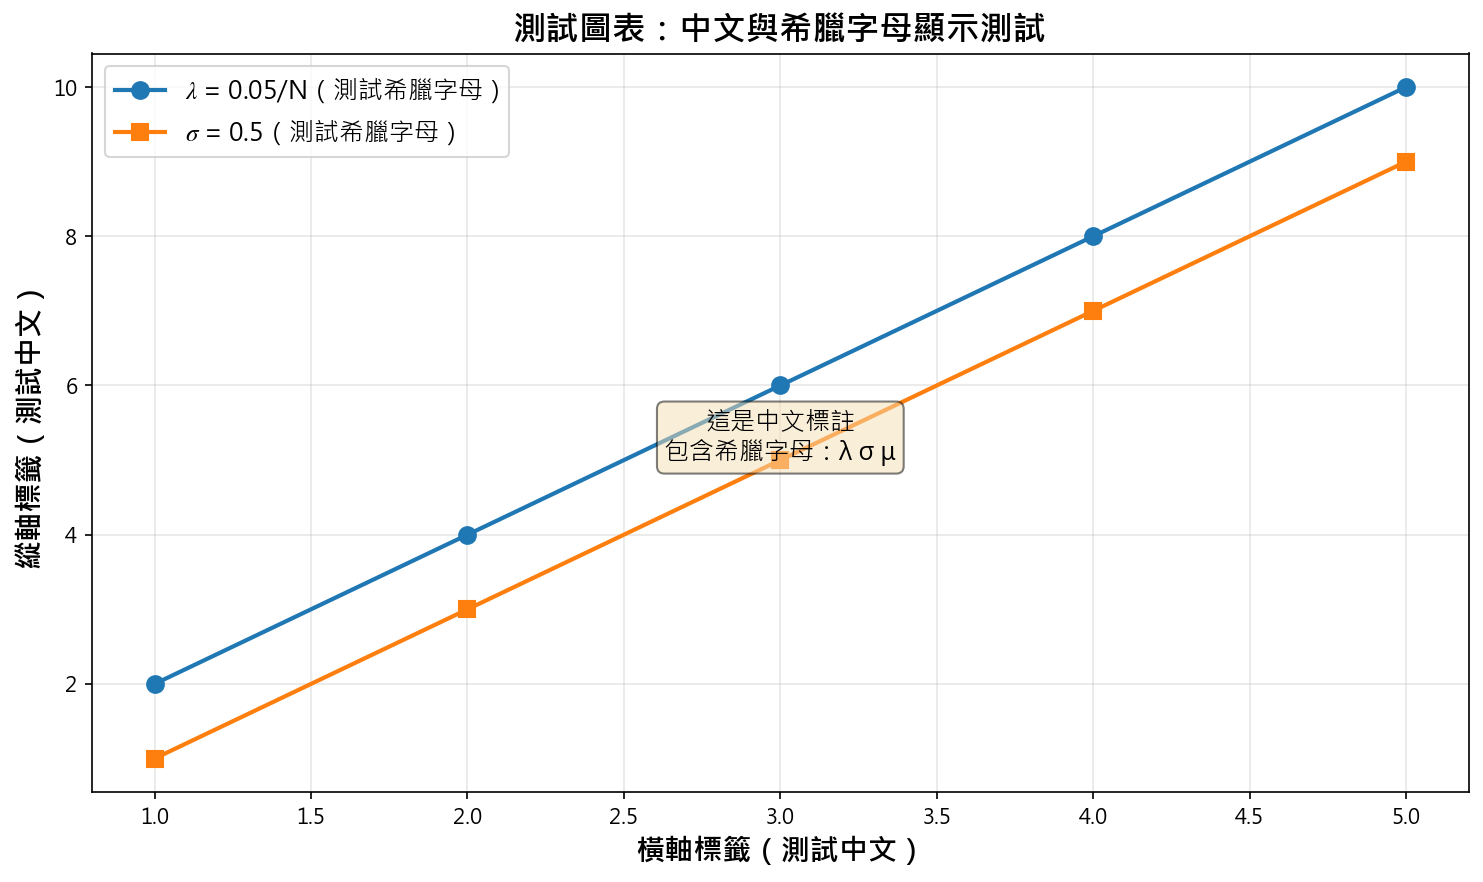 測試圖表：中文與希臘字母顯示測試
λ = 0.05/N（測試希臘字母）
σ = 0.5（測試希臘字母）
縱軸標籤（測試中文）
10
8
6
4
2
這是中文標註
包含希臘字母：λ σ μ
1.0 1.5 2.0 2.5 3.0 3.5 4.0 4.5 5.0
橫軸標籤（測試中文）